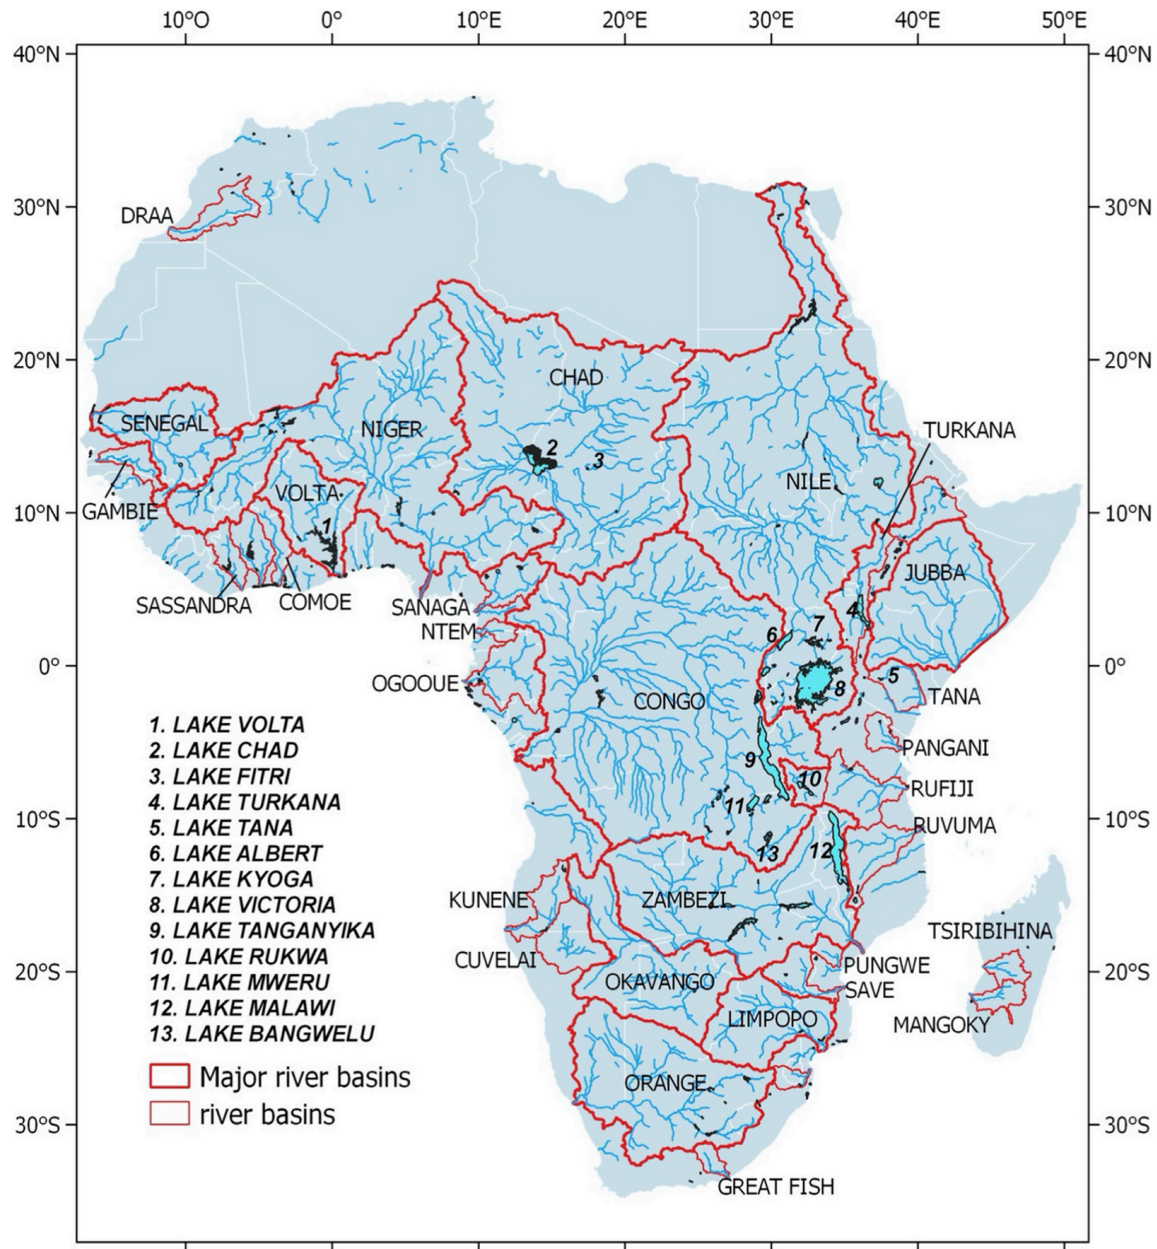 10°O 0° 10°E 20°E 30°E 40°E 50°E
40°N 40°N
30°N 30°N
DRAA
20°N 20°N
CHAD
SENEGAL
NIGER
TURKANA
2
3
NILE
VOLTA
GAMBIE
10°N 10°N
1
JUBBA
SASSANDRA
COMOE
SANAGA
4
NTEM
7
6
0° 0°
5
OGOOUE
8
CONGO
TANA
1. LAKE VOLTA
2. LAKE CHAD
3. LAKE FITRI
4. LAKE TURKANA
5. LAKE TANA
6. LAKE ALBERT
7. LAKE KYOGA
8. LAKE VICTORIA
9. LAKE TANGANYIKA
10. LAKE RUKWA
11. LAKE MWERU
12. LAKE MALAWI
13. LAKE BANGWELU
Major river basins
river basins
PANGANI
9
10
RUFIJI
11
10°S 10°S
RUVUMA
12
13
KUNENE
ZAMBEZI
TSIRIBIHINA
CUVELAI
PUNGWE
20°S 20°S
OKAVANGO
SAVE
LIMPOPO
MANGOKY
ORANGE
30°S 30°S
GREAT FISH